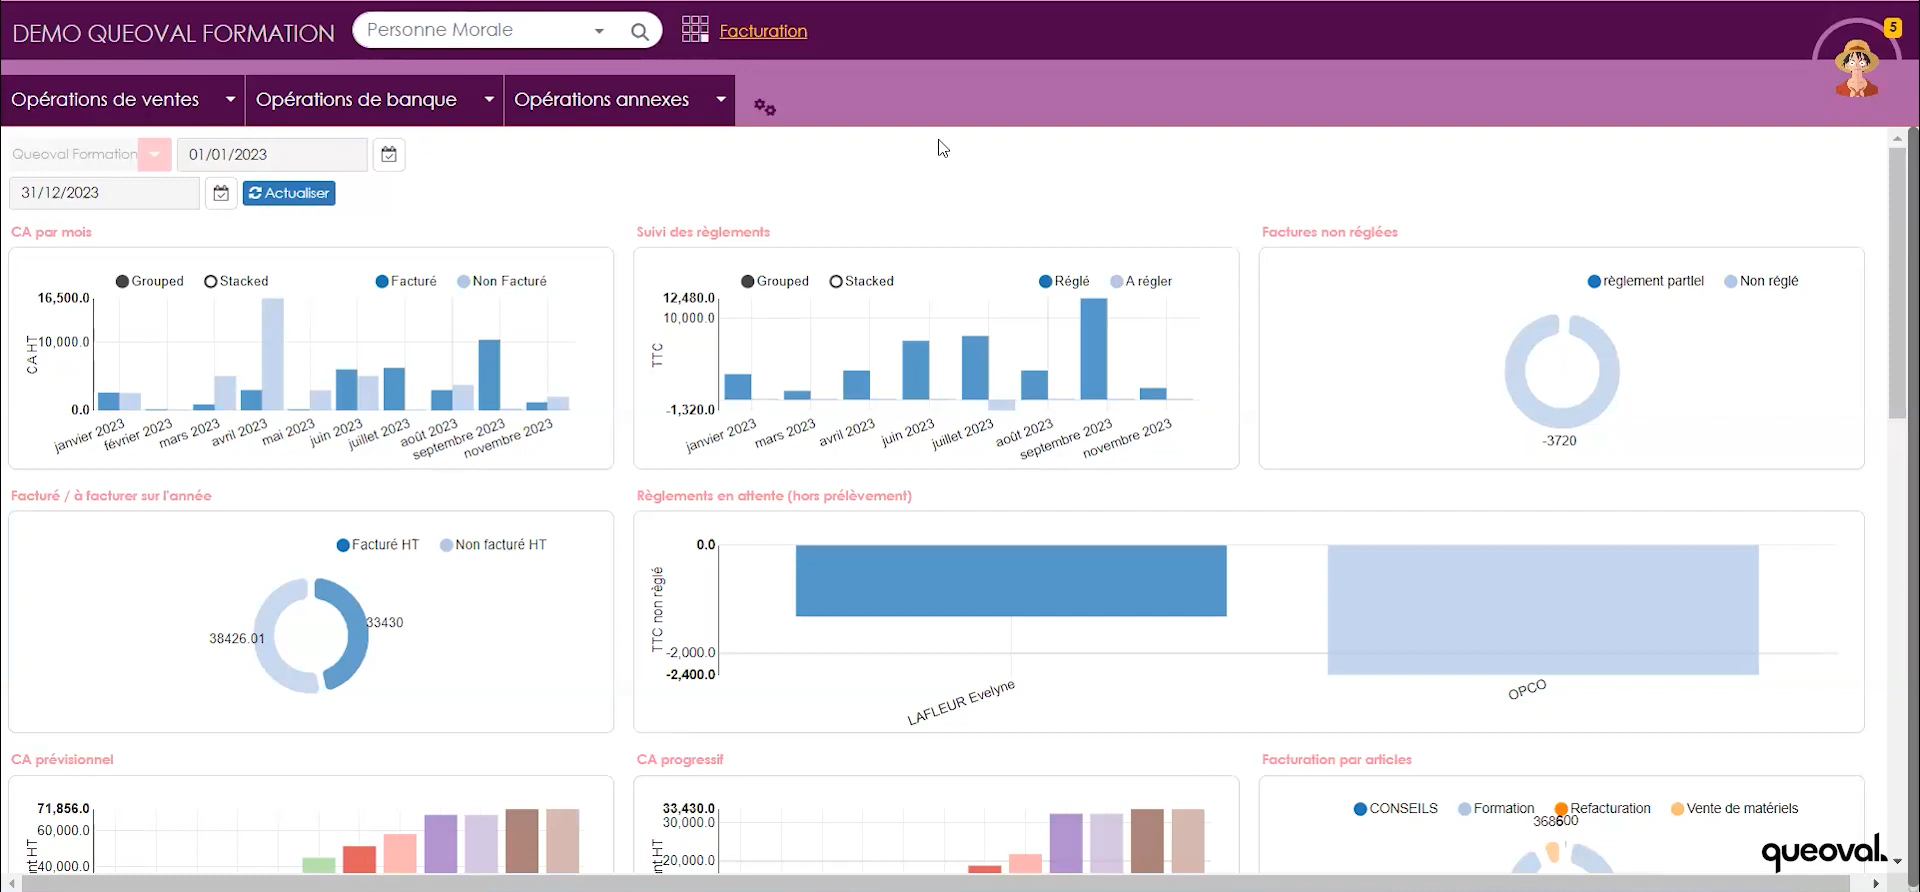 DEMO QUEOVAL FORMATION
Personne Morale
Facturation
5
Opérations de ventes
Opérations de banque
Opérations annexes
Queoval Formation
01/01/2023
31/12/2023
Actualiser
CA par mois
Grouped
Stacked
Facturé
Non Facturé
16,500.0
10,000.0
0.0
CA HT
janvier 2023
février 2023
mars 2023
avril 2023
mai 2023
juin 2023
juillet 2023
août 2023
septembre 2023
novembre 2023
Suivi des règlements
Grouped
Stacked
Réglé
A régler
12,480.0
10,000.0
-1,320.0
TTC
janvier 2023
mars 2023
avril 2023
juin 2023
juillet 2023
août 2023
septembre 2023
novembre 2023
Factures non réglées
règlement partiel
Non réglé
-3720
Facturé / à facturer sur l'année
Facturé HT
Non facturé HT
38426.01
33430
Règlements en attente (hors prélèvement)
0.0
-2,000.0
-2,400.0
TTC non règlé
LAFLEUR Evelyne
OPCO
CA prévisionnel
71,856.0
60,000.0
40,000.0
nt HT
CA progressif
33,430.0
30,000.0
20,000.0
nt HT
Facturation par articles
CONSEILS
Formation
Refacturation
Vente de matériels
queoval.